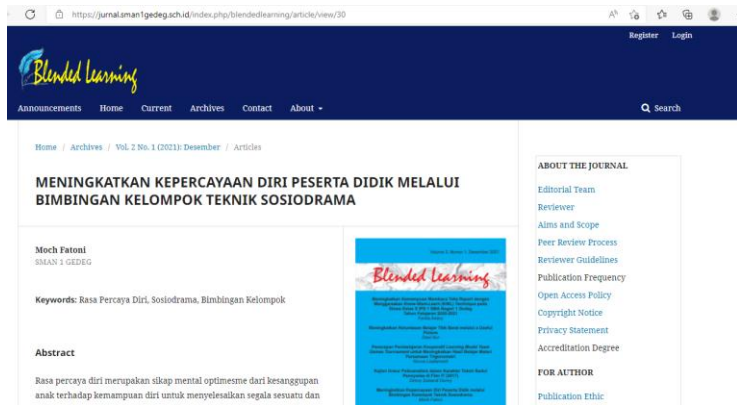 https://jurnal.sman1gedeg.sch.id/index.php/blendedlearning/article/view/30
Register Login
Blended Learning
Announcements Home Current Archives Contact About
Search
Home / Archives / Vol. 2 No. 1 (2021): Desember / Articles
MENINGKATKAN KEPERCAYAAN DIRI PESERTA DIDIK MELALUI
BIMBINGAN KELOMPOK TEKNIK SOSIODRAMA
Moch Fatoni
SMAN 1 GEDEG
Keywords: Rasa Percaya Diri, Sosiodrama, Bimbingan Kelompok
Abstract
Rasa percaya diri merupakan sikap mental optimesme dari kesanggupan
anak terhadap kemampuan diri untuk menyelesaikan segala sesuatu dan
Blended Learning
ABOUT THE JOURNAL
Editorial Team
Reviewer
Aims and Scope
Peer Review Process
Reviewer Guidelines
Publication Frequency
Open Access Policy
Copyright Notice
Privacy Statement
Accreditation Degree
FOR AUTHOR
Publication Ethic